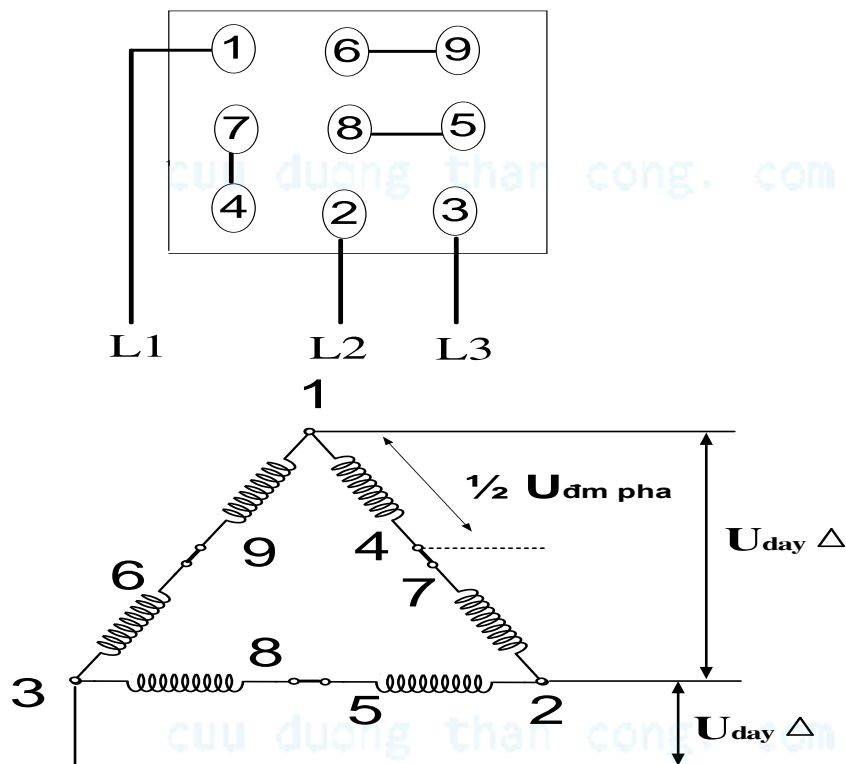 1 6 9
7 8 5
cuu duong than cong. com
4 2 3
L1 L2 L3
1
½ Uđm pha
Uday △
9 4
6 7
8
3 5 2
Uday △
cuu duong than cong. com